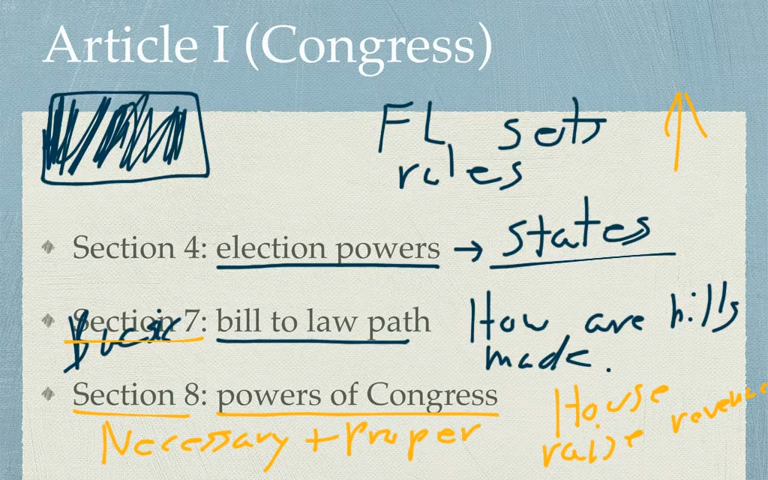 Article I (Congress)
FL sets
rules
Section 4: election powers → states
Section 7: bill to law path
How are bills
made.
Section 8: powers of Congress
House
raise revenue
Necessary + Proper